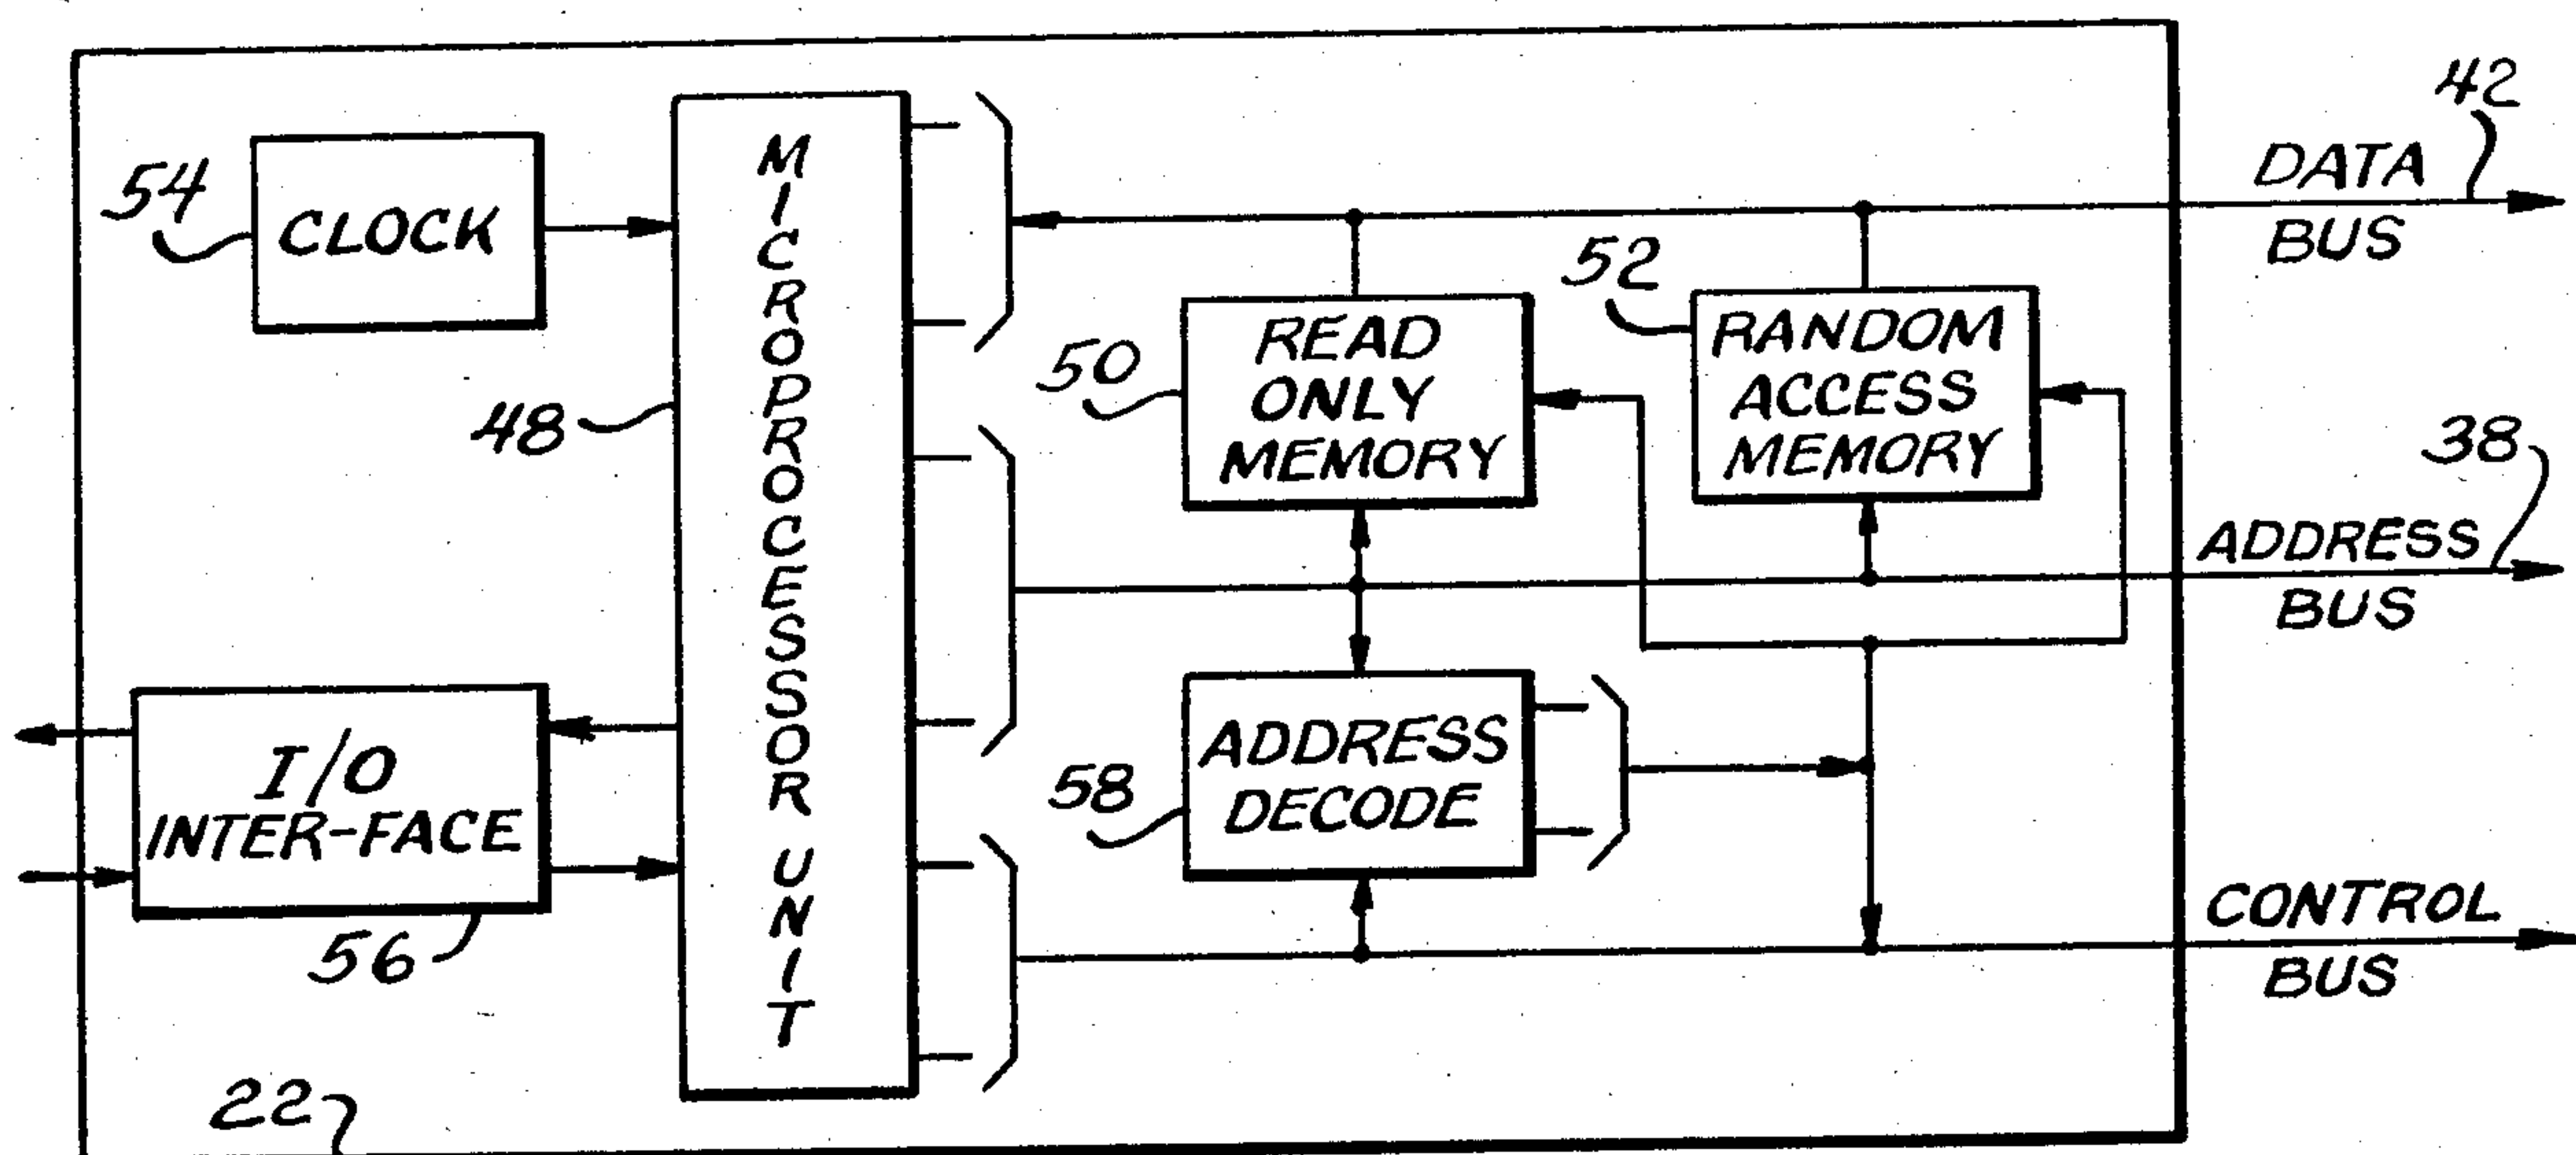 42
DATA
BUS
54
CLOCK
MICROPROCESSOR UNIT
48
50
READ
ONLY
MEMORY
52
RANDOM
ACCESS
MEMORY
38
ADDRESS
BUS
I/O
INTER-FACE
56
58
ADDRESS
DECODE
CONTROL
BUS
22